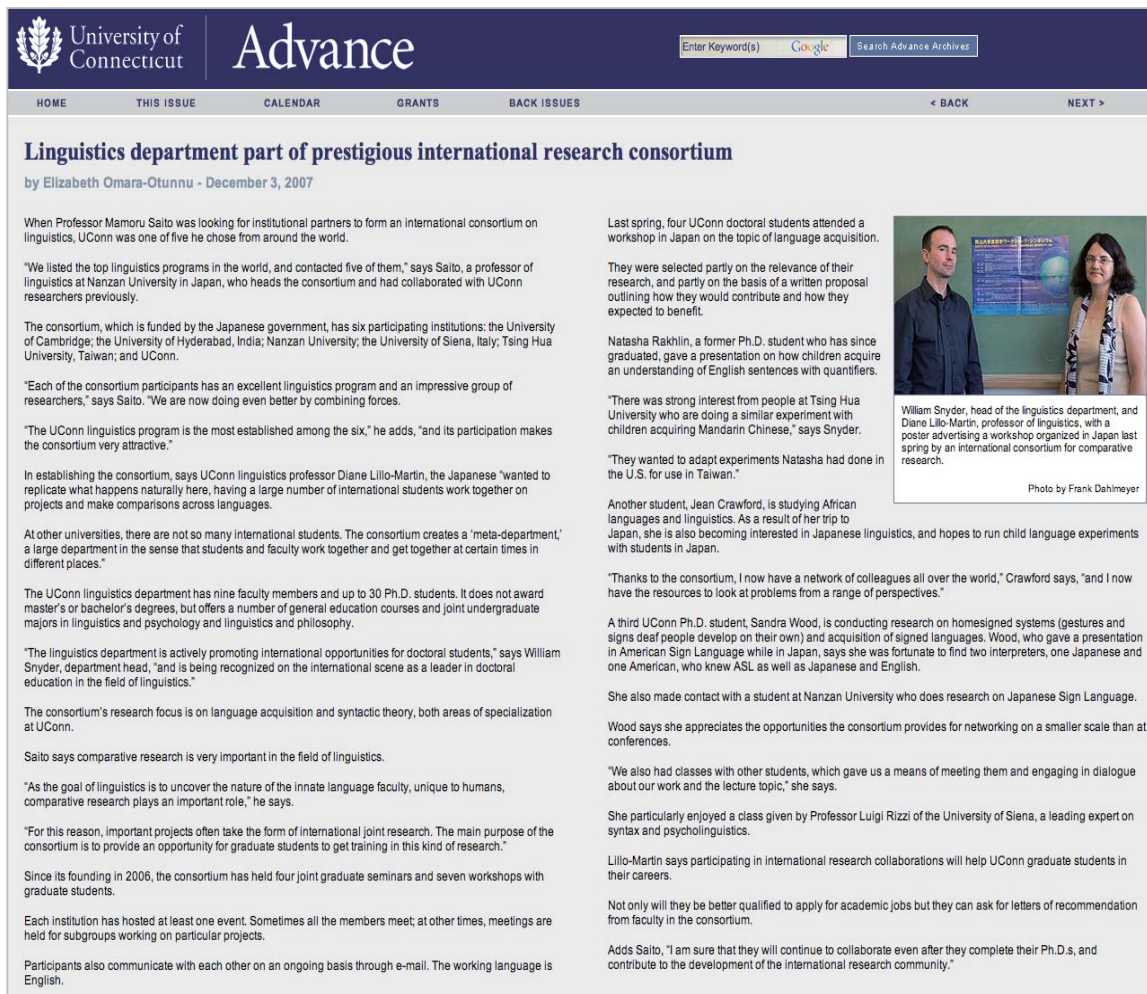 University of
Connecticut
Advance
Enter Keyword(s)
Google
Search Advance Archives
HOME
THIS ISSUE
CALENDAR
GRANTS
BACK ISSUES
< BACK
NEXT >
Linguistics department part of prestigious international research consortium
by Elizabeth Omara-Otunnu - December 3, 2007
When Professor Mamoru Saito was looking for institutional partners to form an international consortium on
linguistics, UConn was one of five he chose from around the world.
"We listed the top linguistics programs in the world, and contacted five of them," says Saito, a professor of
linguistics at Nanzan University in Japan, who heads the consortium and had collaborated with UConn
researchers previously.
The consortium, which is funded by the Japanese government, has six participating institutions: the University
of Cambridge; the University of Hyderabad, India; Nanzan University; the University of Siena, Italy; Tsing Hua
University, Taiwan; and UConn.
"Each of the consortium participants has an excellent linguistics program and an impressive group of
researchers," says Saito. "We are now doing even better by combining forces.
"The UConn linguistics program is the most established among the six," he adds, "and its participation makes
the consortium very attractive."
In establishing the consortium, says UConn linguistics professor Diane Lillo-Martin, the Japanese "wanted to
replicate what happens naturally here, having a large number of international students work together on
projects and make comparisons across languages.
At other universities, there are not so many international students. The consortium creates a 'meta-department,'
a large department in the sense that students and faculty work together and get together at certain times in
different places."
The UConn linguistics department has nine faculty members and up to 30 Ph.D. students. It does not award
master's or bachelor's degrees, but offers a number of general education courses and joint undergraduate
majors in linguistics and psychology and linguistics and philosophy.
"The linguistics department is actively promoting international opportunities for doctoral students," says William
Snyder, department head, "and is being recognized on the international scene as a leader in doctoral
education in the field of linguistics."
The consortium's research focus is on language acquisition and syntactic theory, both areas of specialization
at UConn.
Saito says comparative research is very important in the field of linguistics.
"As the goal of linguistics is to uncover the nature of the innate language faculty, unique to humans,
comparative research plays an important role," he says.
"For this reason, important projects often take the form of international joint research. The main purpose of the
consortium is to provide an opportunity for graduate students to get training in this kind of research."
Since its founding in 2006, the consortium has held four joint graduate seminars and seven workshops with
graduate students.
Each institution has hosted at least one event. Sometimes all the members meet; at other times, meetings are
held for subgroups working on particular projects.
Participants also communicate with each other on an ongoing basis through e-mail. The working language is
English.
Last spring, four UConn doctoral students attended a
workshop in Japan on the topic of language acquisition.
They were selected partly on the relevance of their
research, and partly on the basis of a written proposal
outlining how they would contribute and how they
expected to benefit.
Natasha Rakhlin, a former Ph.D. student who has since
graduated, gave a presentation on how children acquire
an understanding of English sentences with quantifiers.
"There was strong interest from people at Tsing Hua
University who are doing a similar experiment with
children acquiring Mandarin Chinese," says Snyder.
"They wanted to adapt experiments Natasha had done in
the U.S. for use in Taiwan."
Another student, Jean Crawford, is studying African
languages and linguistics. As a result of her trip to
Japan, she is also becoming interested in Japanese linguistics, and hopes to run child language experiments
with students in Japan.
"Thanks to the consortium, I now have a network of colleagues all over the world," Crawford says, "and I now
have the resources to look at problems from a range of perspectives."
A third UConn Ph.D. student, Sandra Wood, is conducting research on homesigned systems (gestures and
signs deaf people develop on their own) and acquisition of signed languages. Wood, who gave a presentation
in American Sign Language while in Japan, says she was fortunate to find two interpreters, one Japanese and
one American, who knew ASL as well as Japanese and English.
She also made contact with a student at Nanzan University who does research on Japanese Sign Language.
Wood says she appreciates the opportunities the consortium provides for networking on a smaller scale than at
conferences.
"We also had classes with other students, which gave us a means of meeting them and engaging in dialogue
about our work and the lecture topic," she says.
She particularly enjoyed a class given by Professor Luigi Rizzi of the University of Siena, a leading expert on
syntax and psycholinguistics.
Lillo-Martin says participating in international research collaborations will help UConn graduate students in
their careers.
Not only will they be better qualified to apply for academic jobs but they can ask for letters of recommendation
from faculty in the consortium.
Adds Saito, "I am sure that they will continue to collaborate even after they complete their Ph.D.s, and
contribute to the development of the international research community."
William Snyder, head of the linguistics department, and
Diane Lillo-Martin, professor of linguistics, with a
poster advertising a workshop organized in Japan last
spring by an international consortium for comparative
research.
Photo by Frank Dahlmeyer